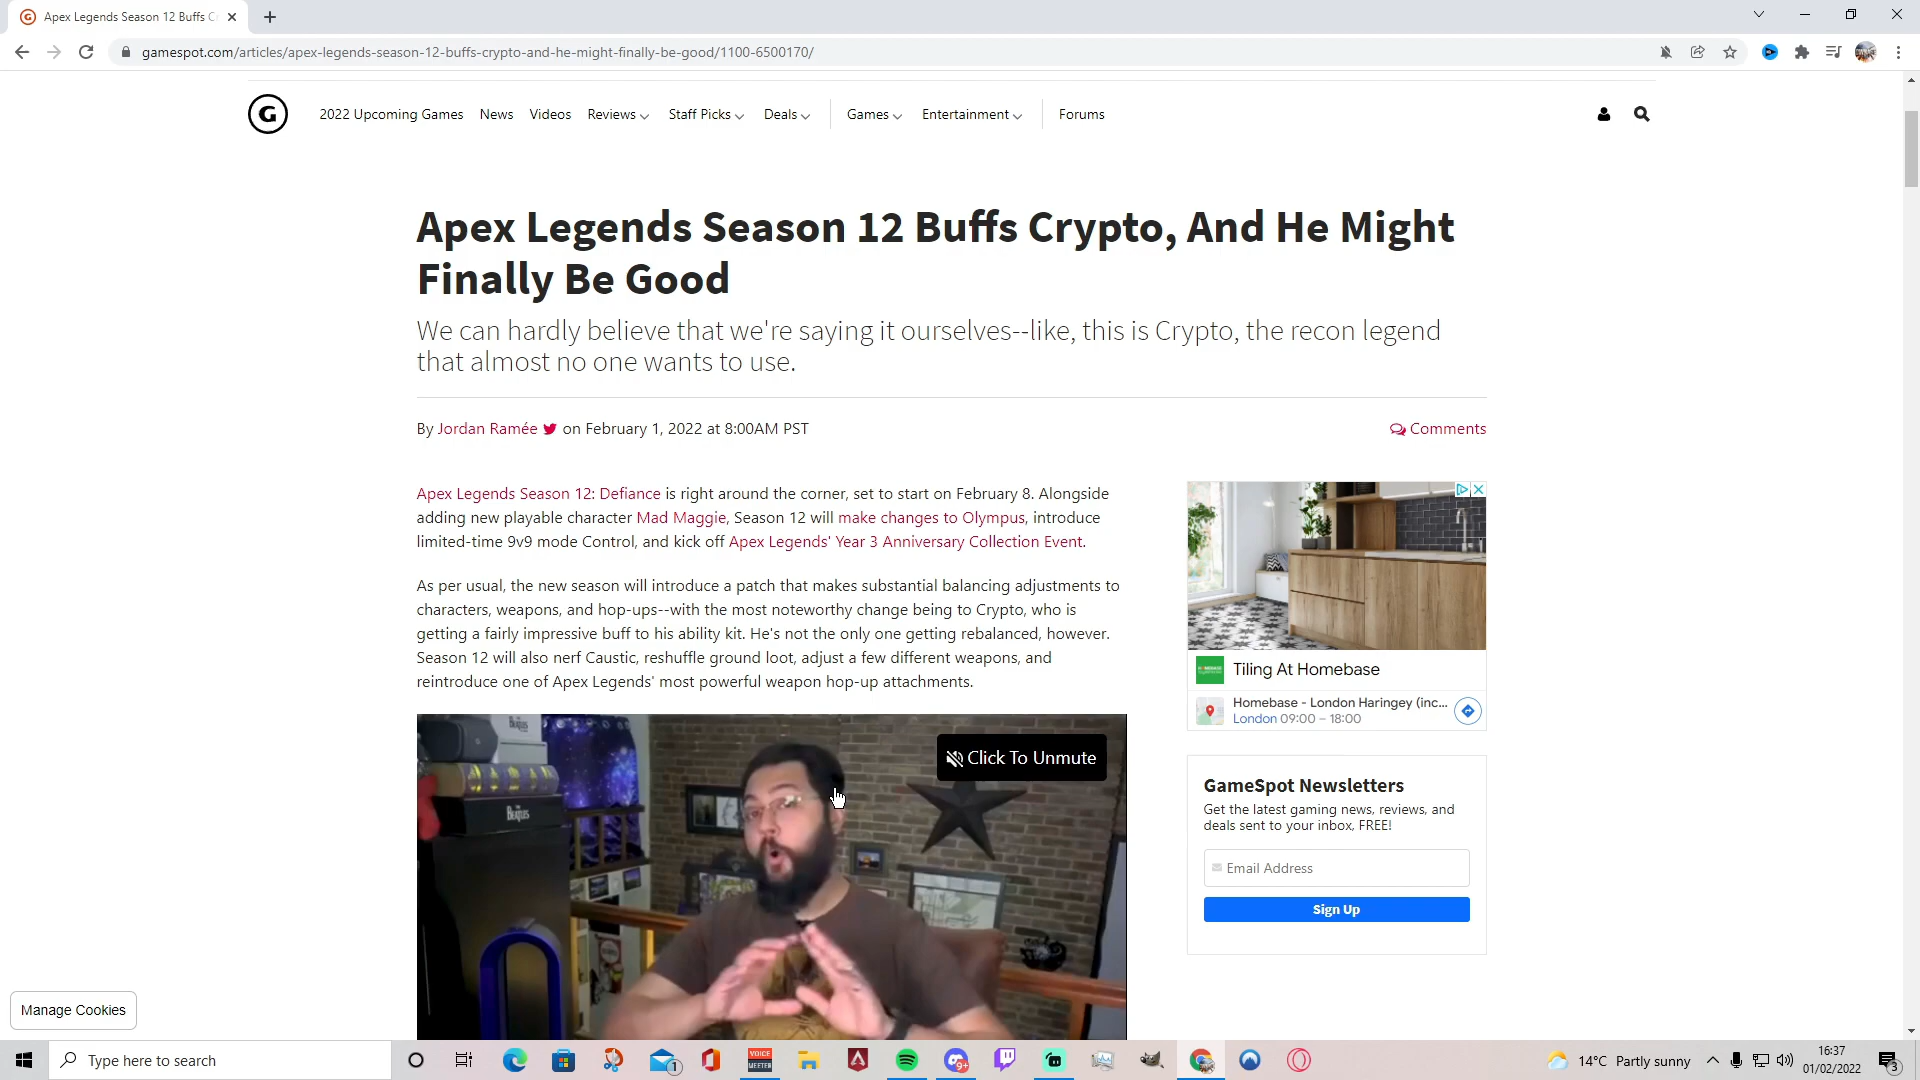 Apex Legends Season 12 Buffs C
gamespot.com/articles/apex-legends-season-12-buffs-crypto-and-he-might-finally-be-good/1100-6500170/
G
2022 Upcoming Games News Videos Reviews Staff Picks Deals Games Entertainment Forums
Apex Legends Season 12 Buffs Crypto, And He Might
Finally Be Good
We can hardly believe that we're saying it ourselves--like, this is Crypto, the recon legend
that almost no one wants to use.
By Jordan Ramée on February 1, 2022 at 8:00AM PST
Comments
Apex Legends Season 12: Defiance is right around the corner, set to start on February 8. Alongside
adding new playable character Mad Maggie, Season 12 will make changes to Olympus, introduce
limited-time 9v9 mode Control, and kick off Apex Legends' Year 3 Anniversary Collection Event.
As per usual, the new season will introduce a patch that makes substantial balancing adjustments to
characters, weapons, and hop-ups--with the most noteworthy change being to Crypto, who is
getting a fairly impressive buff to his ability kit. He's not the only one getting rebalanced, however.
Season 12 will also nerf Caustic, reshuffle ground loot, adjust a few different weapons, and
reintroduce one of Apex Legends' most powerful weapon hop-up attachments.
Click To Unmute
BEATLES
Tiling At Homebase
Homebase - London Haringey (inc...
London 09:00 – 18:00
GameSpot Newsletters
Get the latest gaming news, reviews, and
deals sent to your inbox, FREE!
Email Address
Sign Up
Manage Cookies
Type here to search
1
VOICE
MEETER
9+
14°C Partly sunny
16:37
01/02/2022
3